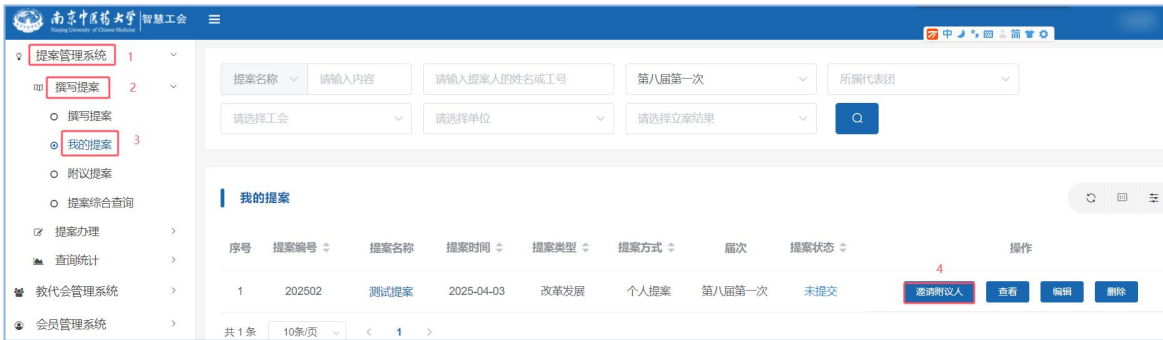 南京中医药大学 智慧工会
Nanjing University of Chinese Medicine
中 简
提案管理系统 1
撰写提案 2
撰写提案
我的提案 3
附议提案
提案综合查询
提案办理
查询统计
教代会管理系统
会员管理系统
提案名称 请输入内容 请输入提案人的姓名或工号 第八届第一次 所属代表团
请选择工会 请选择单位 请选择立案结果
我的提案
序号 提案编号 提案名称 提案时间 提案类型 提案方式 届次 提案状态 操作
4
1 202502 测试提案 2025-04-03 改革发展 个人提案 第八届第一次 未提交 邀请附议人 查看 编辑 删除
共 1 条 10条/页 < 1 >